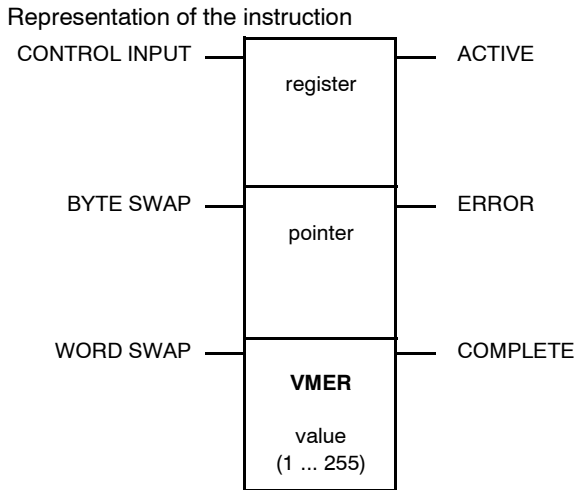 Representation of the instruction
CONTROL INPUT
ACTIVE
register
BYTE SWAP
ERROR
pointer
WORD SWAP
COMPLETE
VMER
value
(1 ... 255)